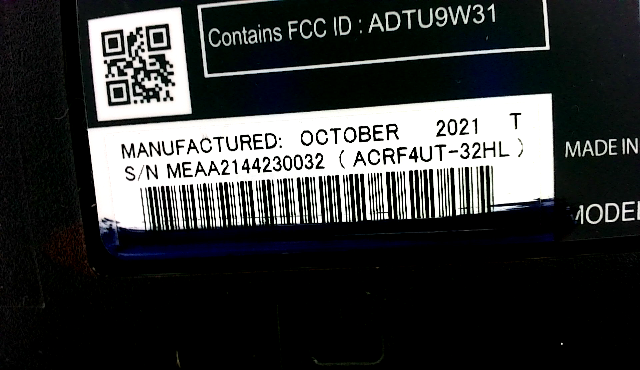 Contains FCC ID : ADTU9W31
MANUFACTURED: OCTOBER 2021 T
S/N MEAA2144230032 ( ACRF4UT-32HL )
MADE IN
MODEL